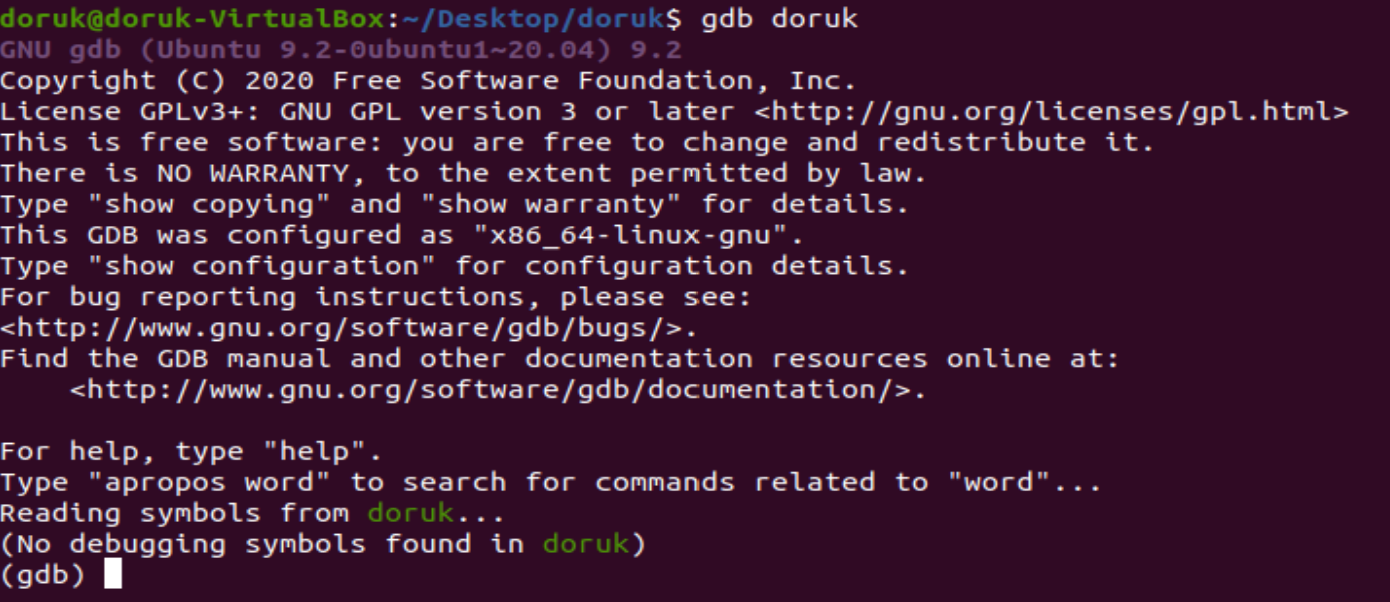 doruk@doruk-VirtualBox:~/Desktop/doruk$ gdb doruk
GNU gdb (Ubuntu 9.2-0ubuntu1~20.04) 9.2
Copyright (C) 2020 Free Software Foundation, Inc.
License GPLv3+: GNU GPL version 3 or later <http://gnu.org/licenses/gpl.html>
This is free software: you are free to change and redistribute it.
There is NO WARRANTY, to the extent permitted by law.
Type "show copying" and "show warranty" for details.
This GDB was configured as "x86_64-linux-gnu".
Type "show configuration" for configuration details.
For bug reporting instructions, please see:
<http://www.gnu.org/software/gdb/bugs/>.
Find the GDB manual and other documentation resources online at:
    <http://www.gnu.org/software/gdb/documentation/>.

For help, type "help".
Type "apropos word" to search for commands related to "word"...
Reading symbols from doruk...
(No debugging symbols found in doruk)
(gdb)